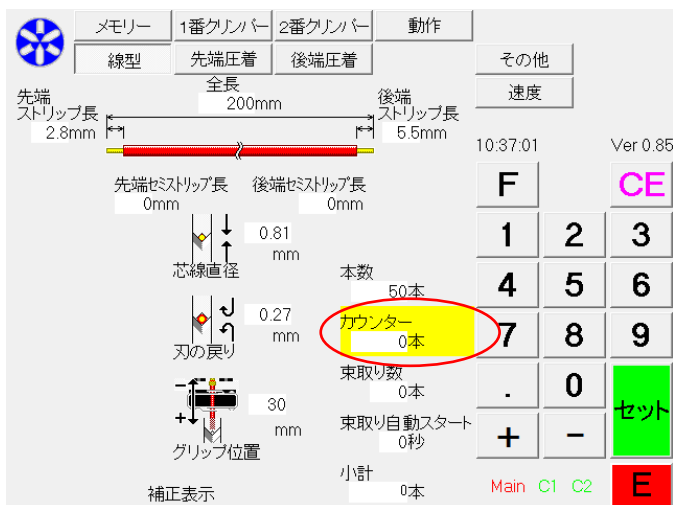 メモリー
1番クリンパー
2番クリンパー
動作
線型
先端圧着
後端圧着
その他
速度
先端
ストリップ長
2.8mm
全長
200mm
後端
ストリップ長
5.5mm
10:37:01
Ver 0.85
先端セミストリップ長
0mm
後端セミストリップ長
0mm
0.81
mm
芯線直径
0.27
mm
刃の戻り
-
+
30
mm
グリップ位置
補正表示
本数
50本
カウンター
0本
束取り数
0本
束取り自動スタート
0秒
小計
0本
F
CE
1
2
3
4
5
6
7
8
9
.
0
セット
+
-
Main
C1
C2
E